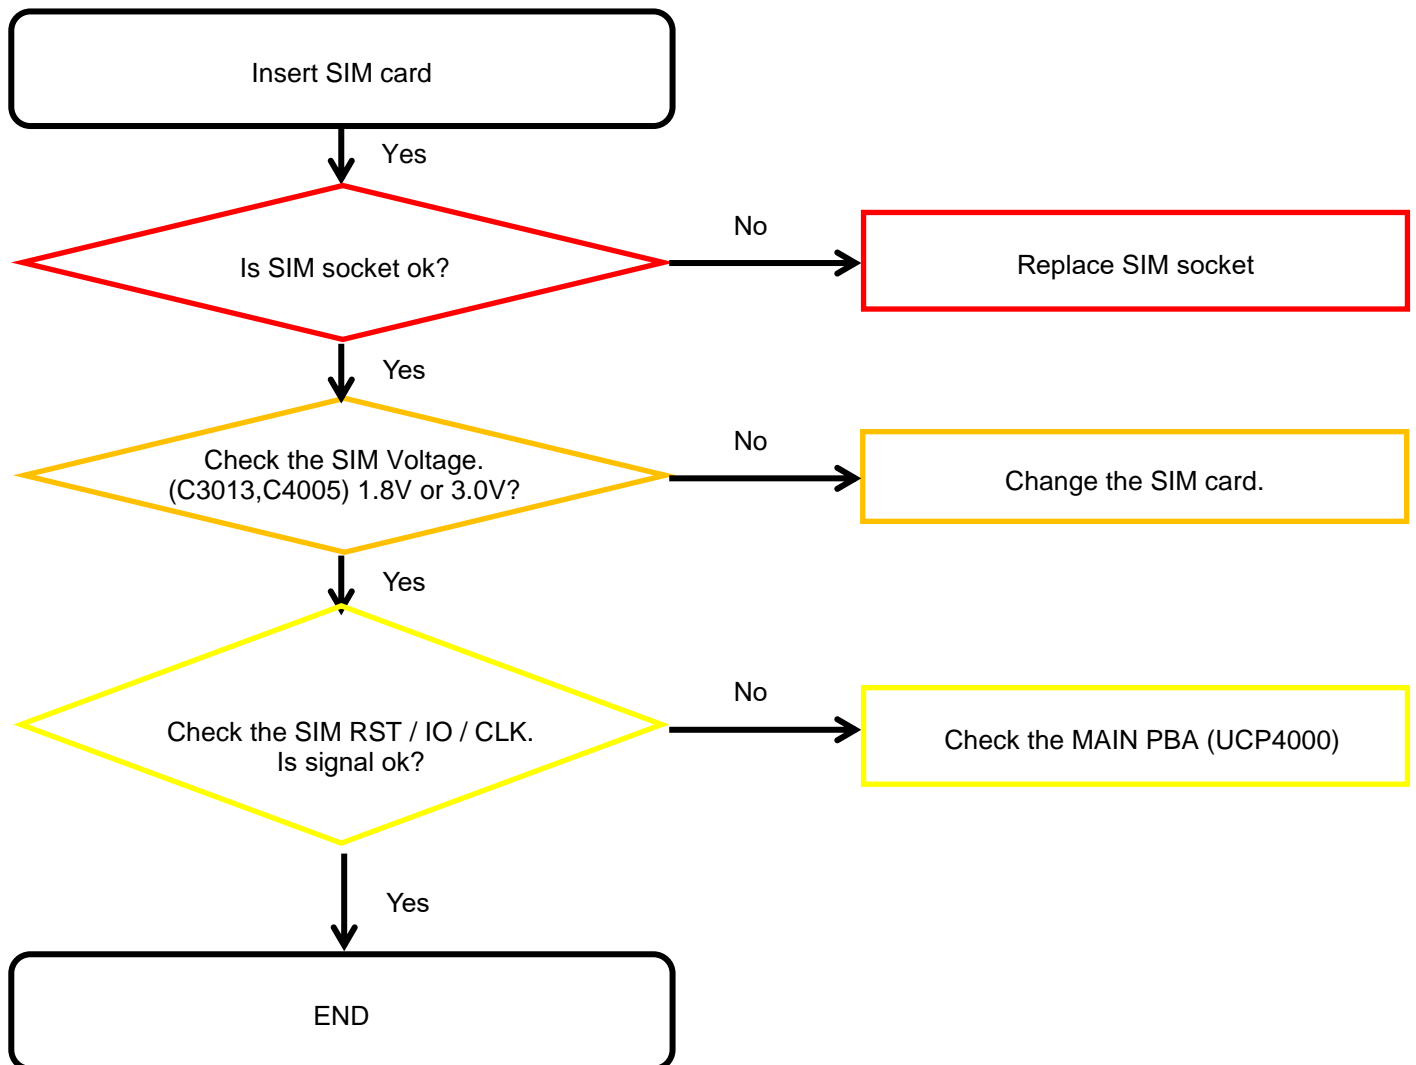 Insert SIM card
Yes
Is SIM socket ok?
No
Replace SIM socket
Yes
Check the SIM Voltage.
(C3013,C4005) 1.8V or 3.0V?
No
Change the SIM card.
Yes
Check the SIM RST / IO / CLK.
Is signal ok?
No
Check the MAIN PBA (UCP4000)
Yes
END